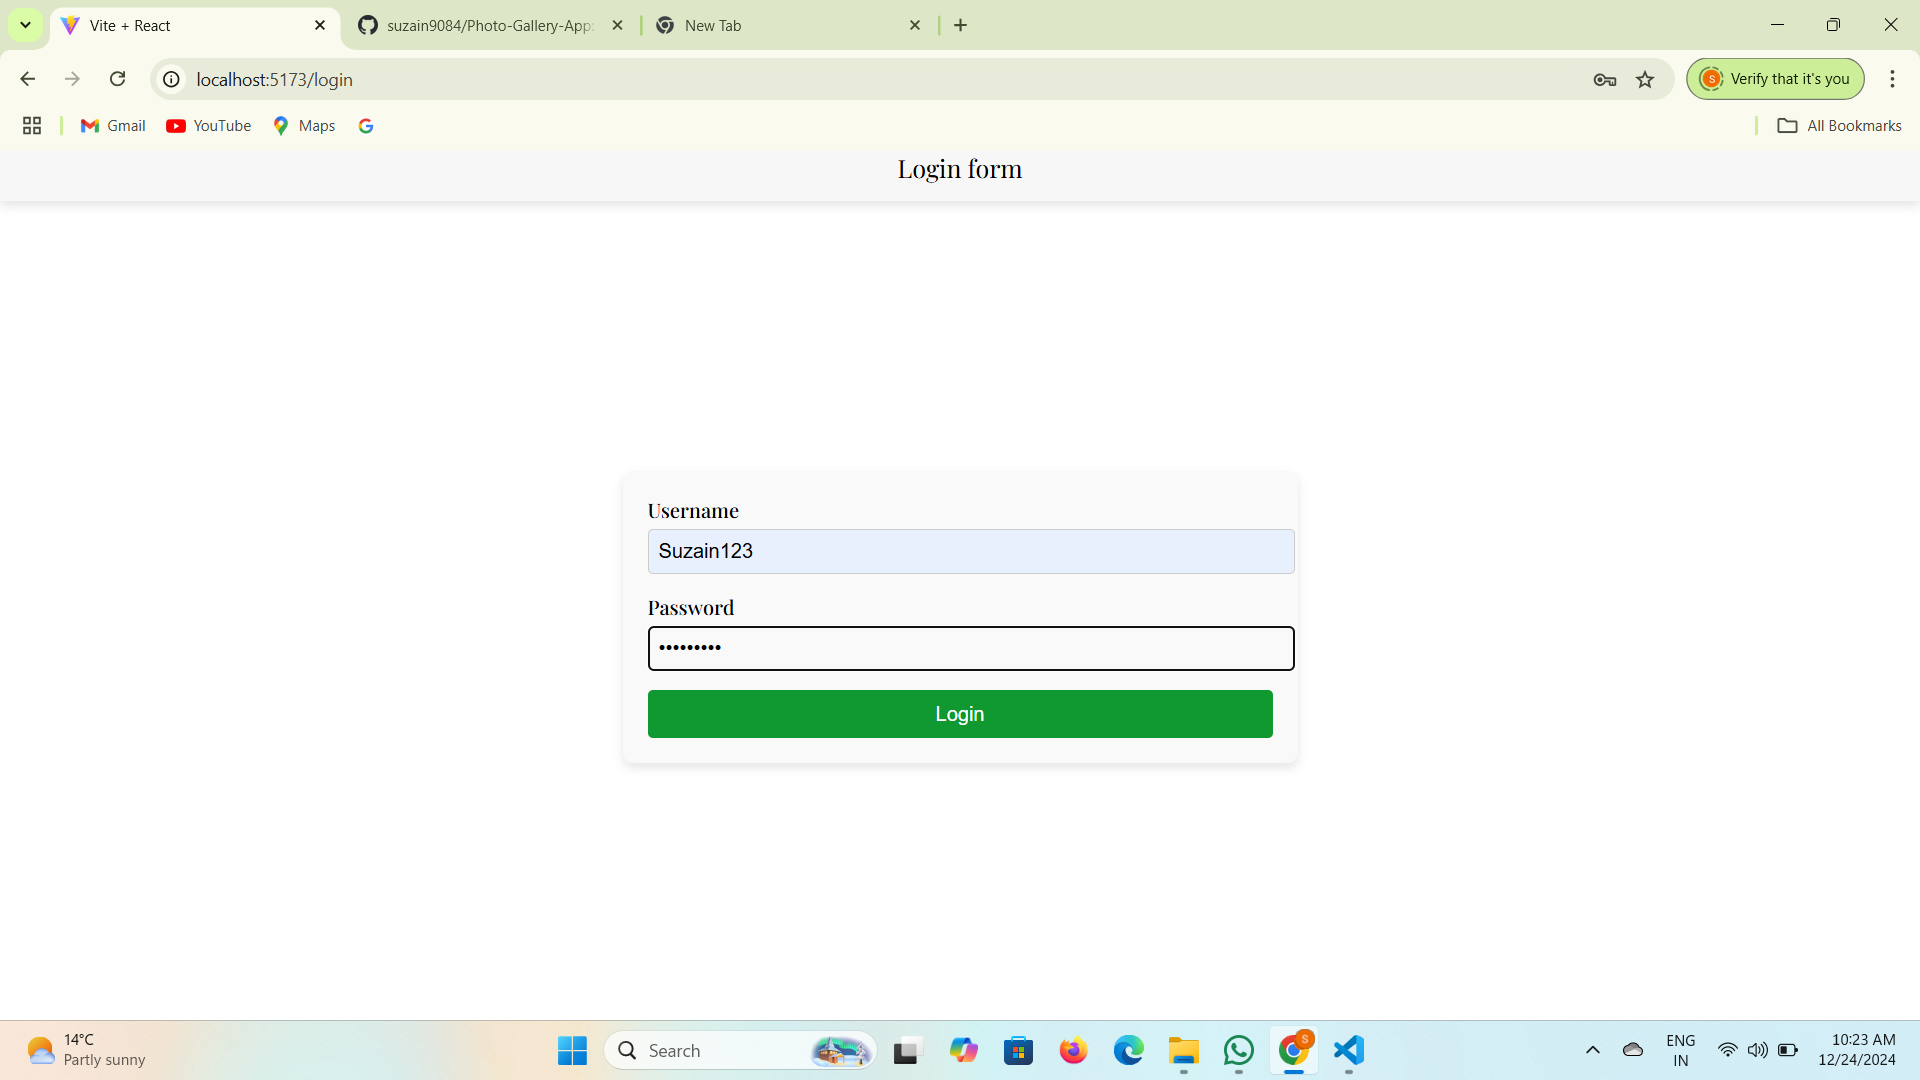 Vite + React
suzain9084/Photo-Gallery-App:
New Tab
localhost:5173/login
S
Verify that it's you
Gmail
YouTube
Maps
All Bookmarks
Login form
Username
Suzain123
Password
•••••••••
Login
14°C
Partly sunny
Search
S
ENG
IN
10:23 AM
12/24/2024